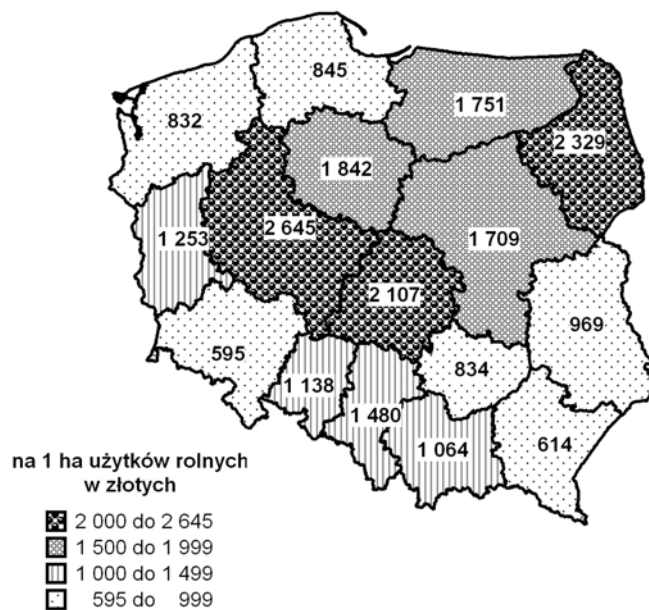 845
1 751
832
2 329
1 842
2 645
1 253
1 709
2 107
969
595
834
1 138
1 480
1 064
614
na 1 ha użytków rolnych
w złotych
2 000 do 2 645
1 500 do 1 999
1 000 do 1 499
595 do 999